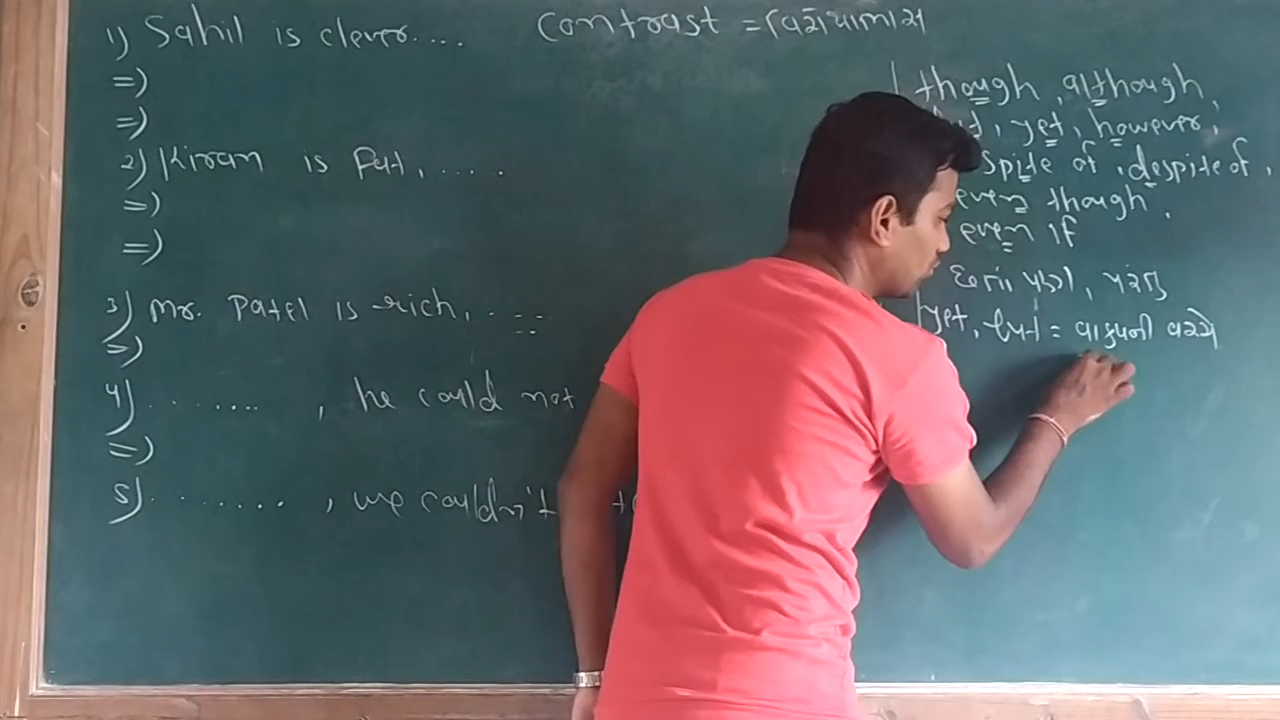 1) Sahil is clever.... Contrast = વિરોધાભાસ
=)
=)
2) Kiran is fat, .....
=)
=)
3) Mr. Patel is rich, .....
=)
4) ........ , he could not
=)
5) ........ , we couldn't
though, although,
yet, however,
spite of, despite of,
even though,
even if
છતાં પણ, પરંતુ
yet, but = વાક્યની વચ્ચે